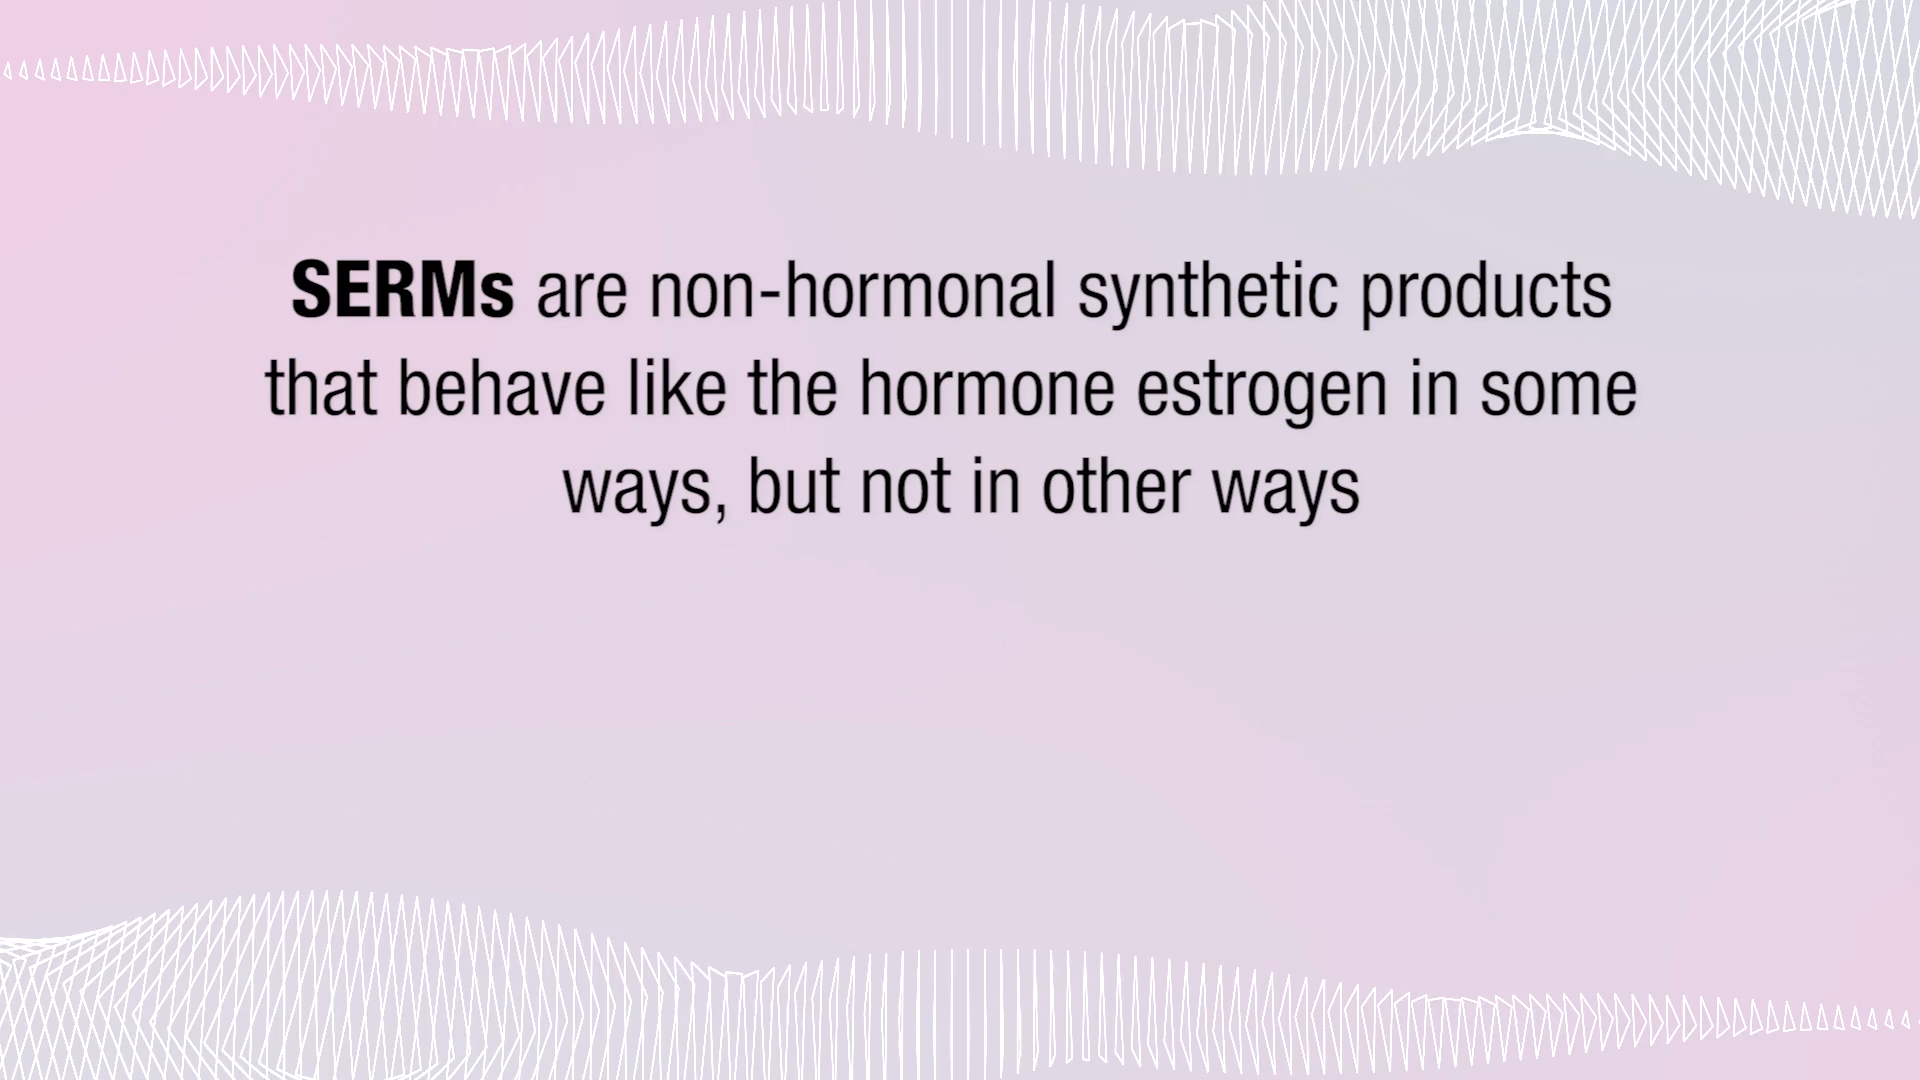 SERMs are non-hormonal synthetic products
that behave like the hormone estrogen in some
ways, but not in other ways